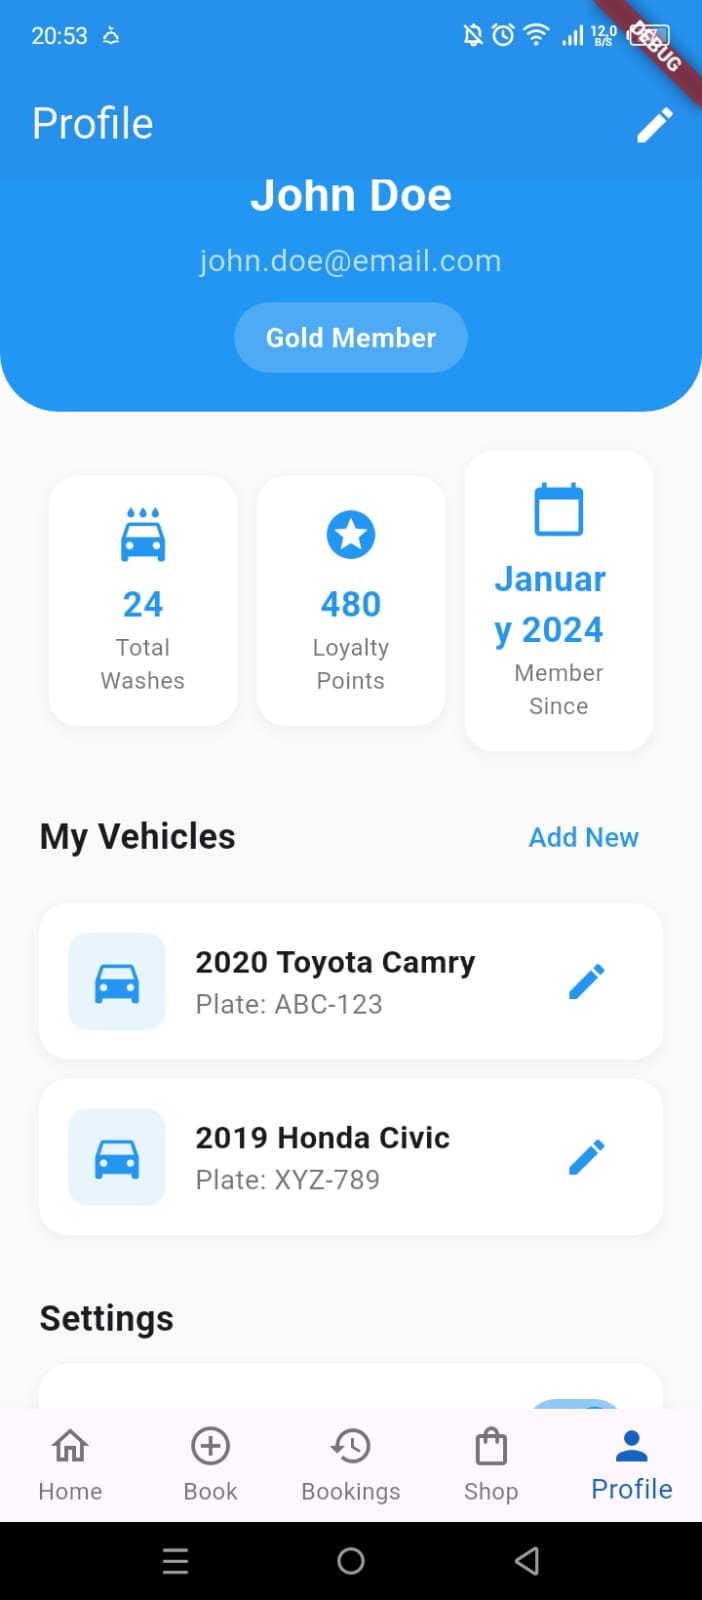 20:53
12,0
B/S
DEBUG
Profile
John Doe
john.doe@email.com
Gold Member
24
Total
Washes
480
Loyalty
Points
Januar
y 2024
Member
Since
My Vehicles
Add New
2020 Toyota Camry
Plate: ABC-123
2019 Honda Civic
Plate: XYZ-789
Settings
Home
Book
Bookings
Shop
Profile